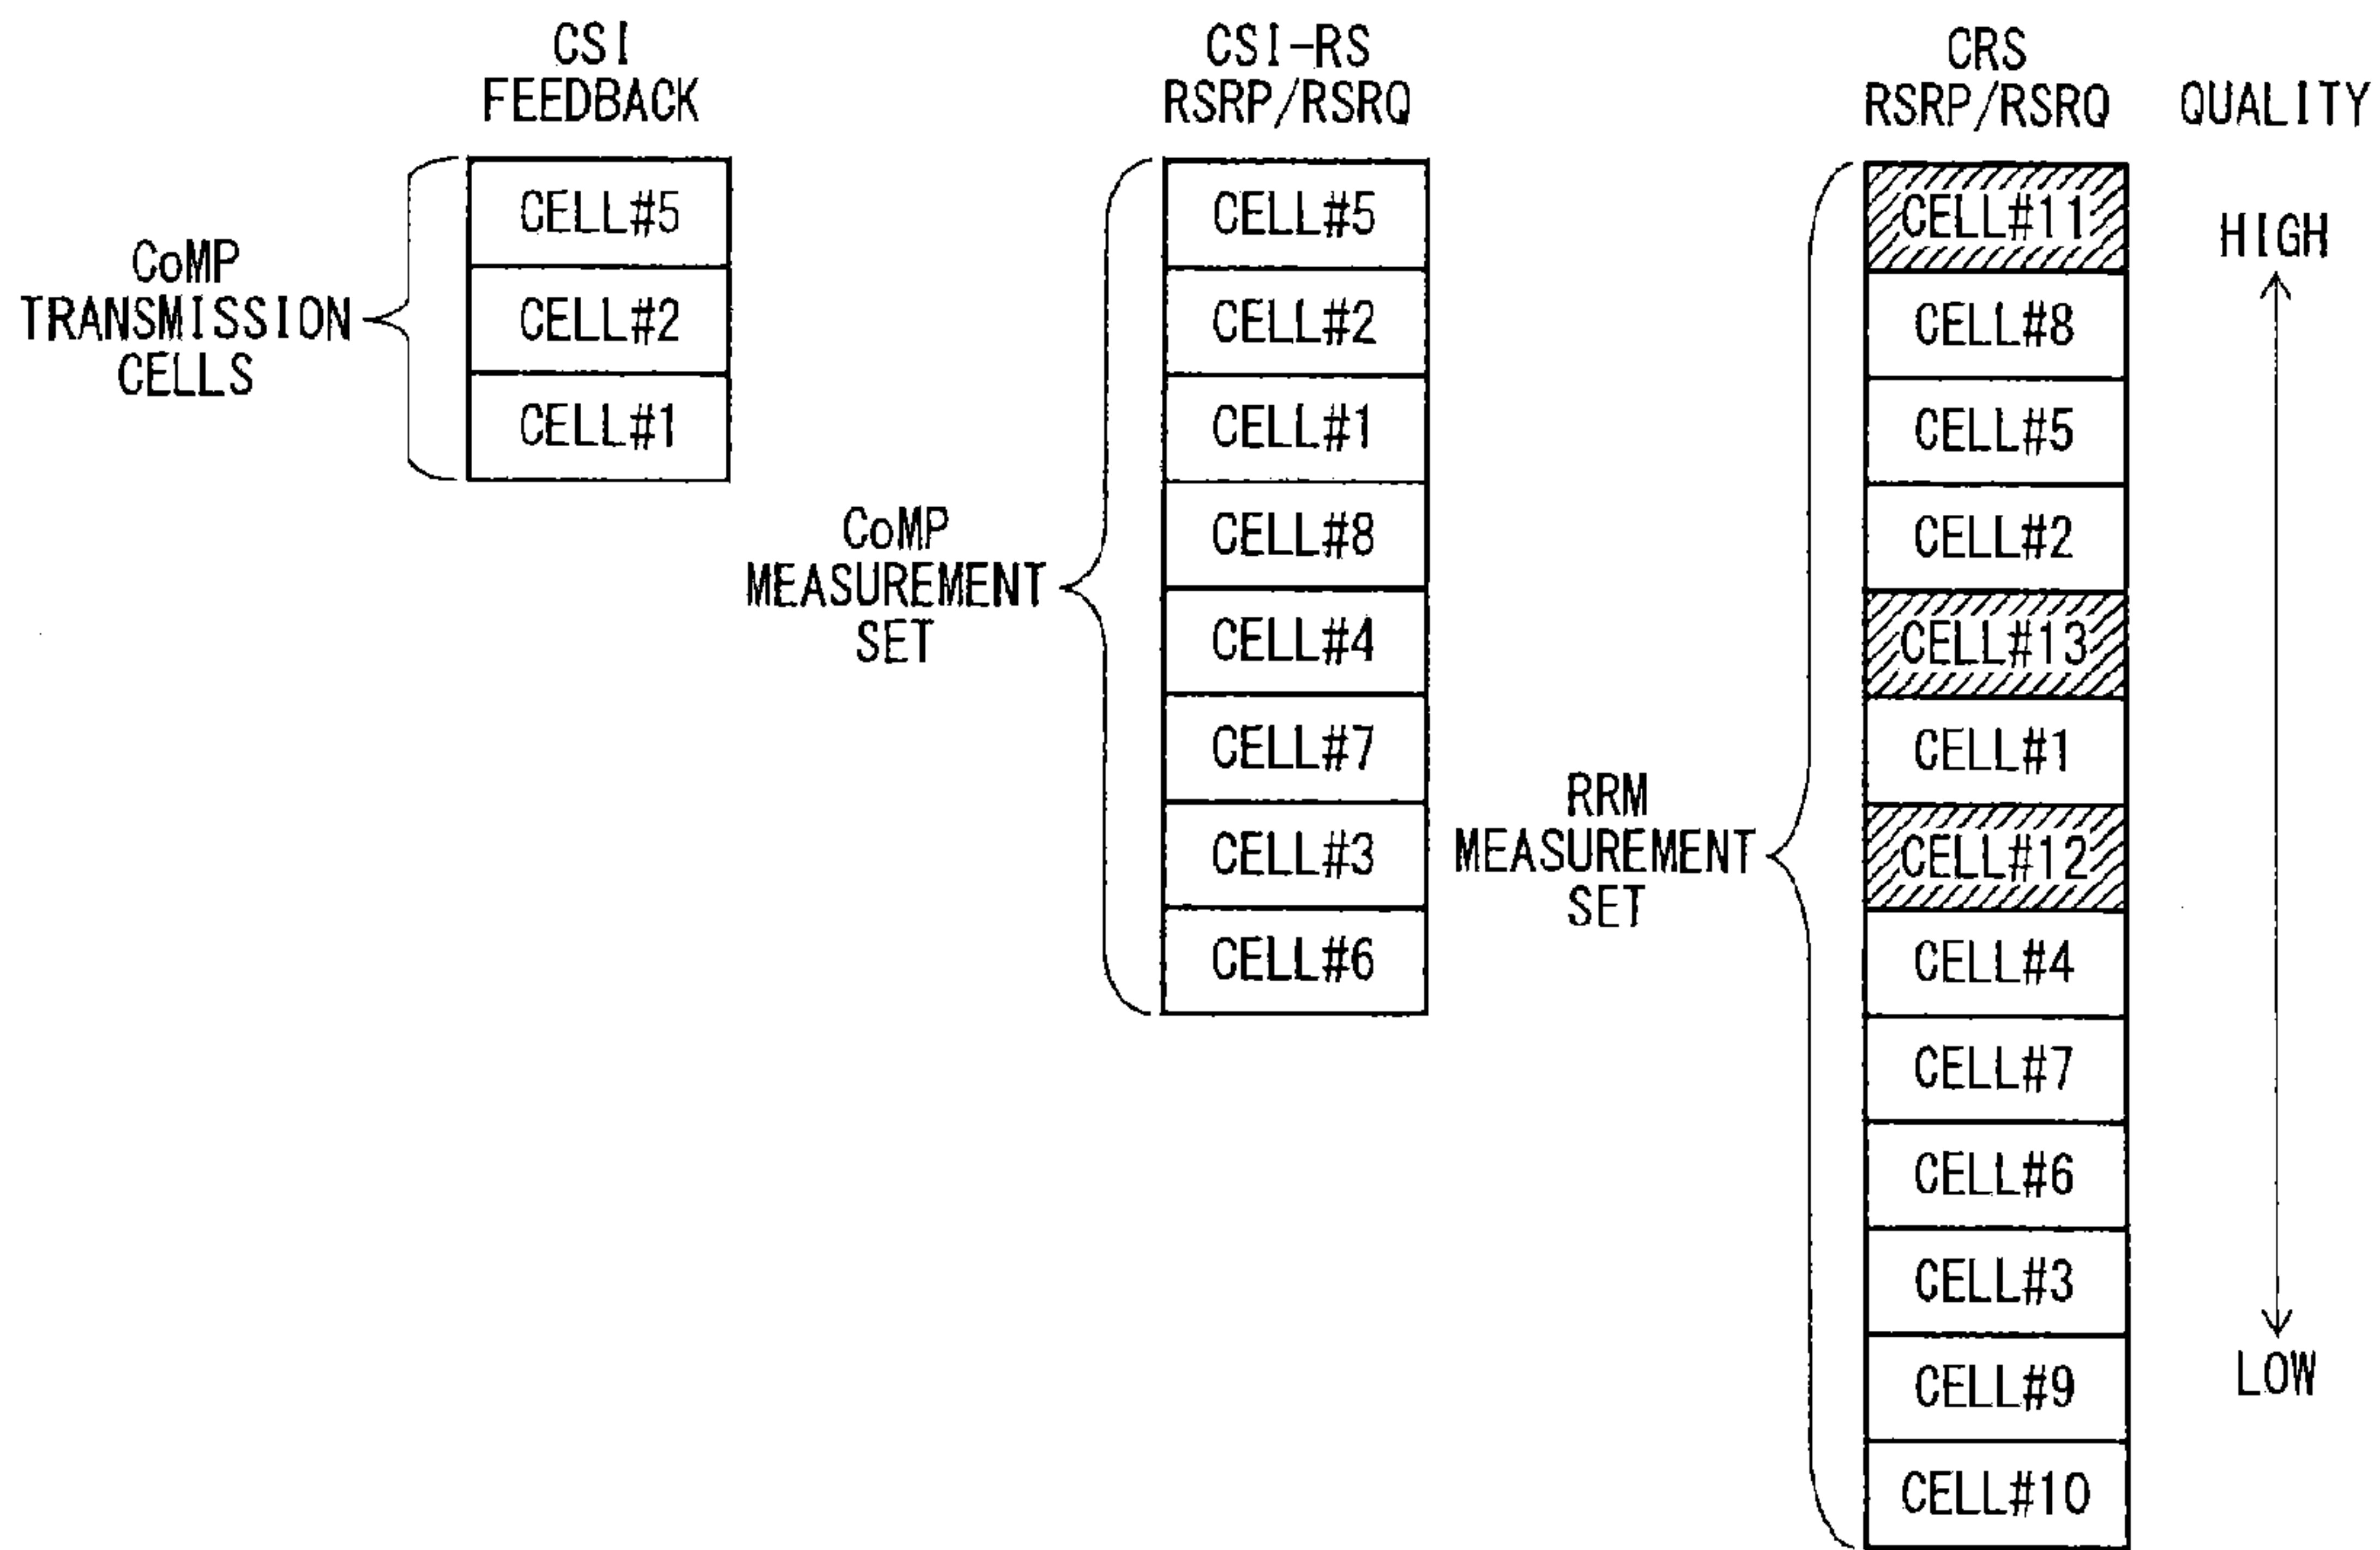 CSI
FEEDBACK
CoMP
TRANSMISSION
CELLS
CELL#5
CELL#2
CELL#1
CSI-RS
RSRP/RSRQ
CoMP
MEASUREMENT
SET
CELL#5
CELL#2
CELL#1
CELL#8
CELL#4
CELL#7
CELL#3
CELL#6
CRS
RSRP/RSRQ
RRM
MEASUREMENT
SET
CELL#11
CELL#8
CELL#5
CELL#2
CELL#13
CELL#1
CELL#12
CELL#4
CELL#7
CELL#6
CELL#3
CELL#9
CELL#10
QUALITY
HIGH
LOW